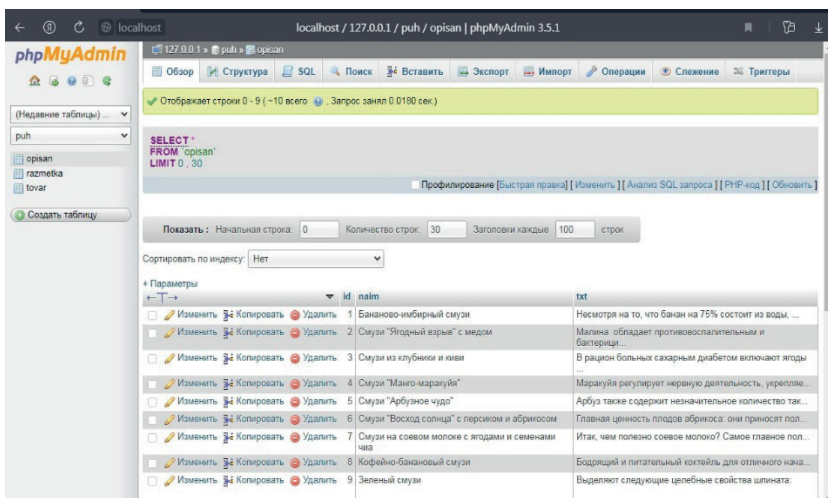 localhost
localhost / 127.0.0.1 / puh / opisan | phpMyAdmin 3.5.1
phpMyAdmin
127.0.0.1 » puh » opisan
Обзор Структура SQL Поиск Вставить Экспорт Импорт Операции Слежение Триггеры
Отображает строки 0 - 9 ( ~10 всего , Запрос занял 0.0180 сек.)
(Недавние таблицы) ...
puh
opisan
razmetka
tovar
Создать таблицу
SELECT *
FROM `opisan`
LIMIT 0 , 30
Профилирование [Быстрая правка] [ Изменить ] [ Анализ SQL запроса ] [ PHP-код ] [ Обновить ]
Показать : Начальная строка: 0 Количество строк: 30 Заголовки каждые 100 строк
Сортировать по индексу: Нет
+ Параметры
←T→ id naim txt
Изменить Копировать Удалить 1 Бананово-имбирный смузи Несмотря на то, что банан на 75% состоит из воды, ...
Изменить Копировать Удалить 2 Смузи "Ягодный взрыв" с медом Малина обладает противовоспалительным и
бактерици...
Изменить Копировать Удалить 3 Смузи из клубники и киви В рацион больных сахарным диабетом включают ягоды
...
Изменить Копировать Удалить 4 Смузи "Манго-маракуйя" Маракуйя регулирует нервную деятельность, укрепляе...
Изменить Копировать Удалить 5 Смузи "Арбузное чудо" Арбуз также содержит незначительное количество так...
Изменить Копировать Удалить 6 Смузи "Восход солнца" с персиком и абрикосом Главная ценность плодов абрикоса: они приносят пол...
Изменить Копировать Удалить 7 Смузи на соевом молоке с ягодами и семенами
чиа Итак, чем полезно соевое молоко? Самое главное пол...
Изменить Копировать Удалить 8 Кофейно-банановый смузи Бодрящий и питательный коктейль для отличного нача...
Изменить Копировать Удалить 9 Зеленый смузи Выделяют следующие целебные свойства шпината: